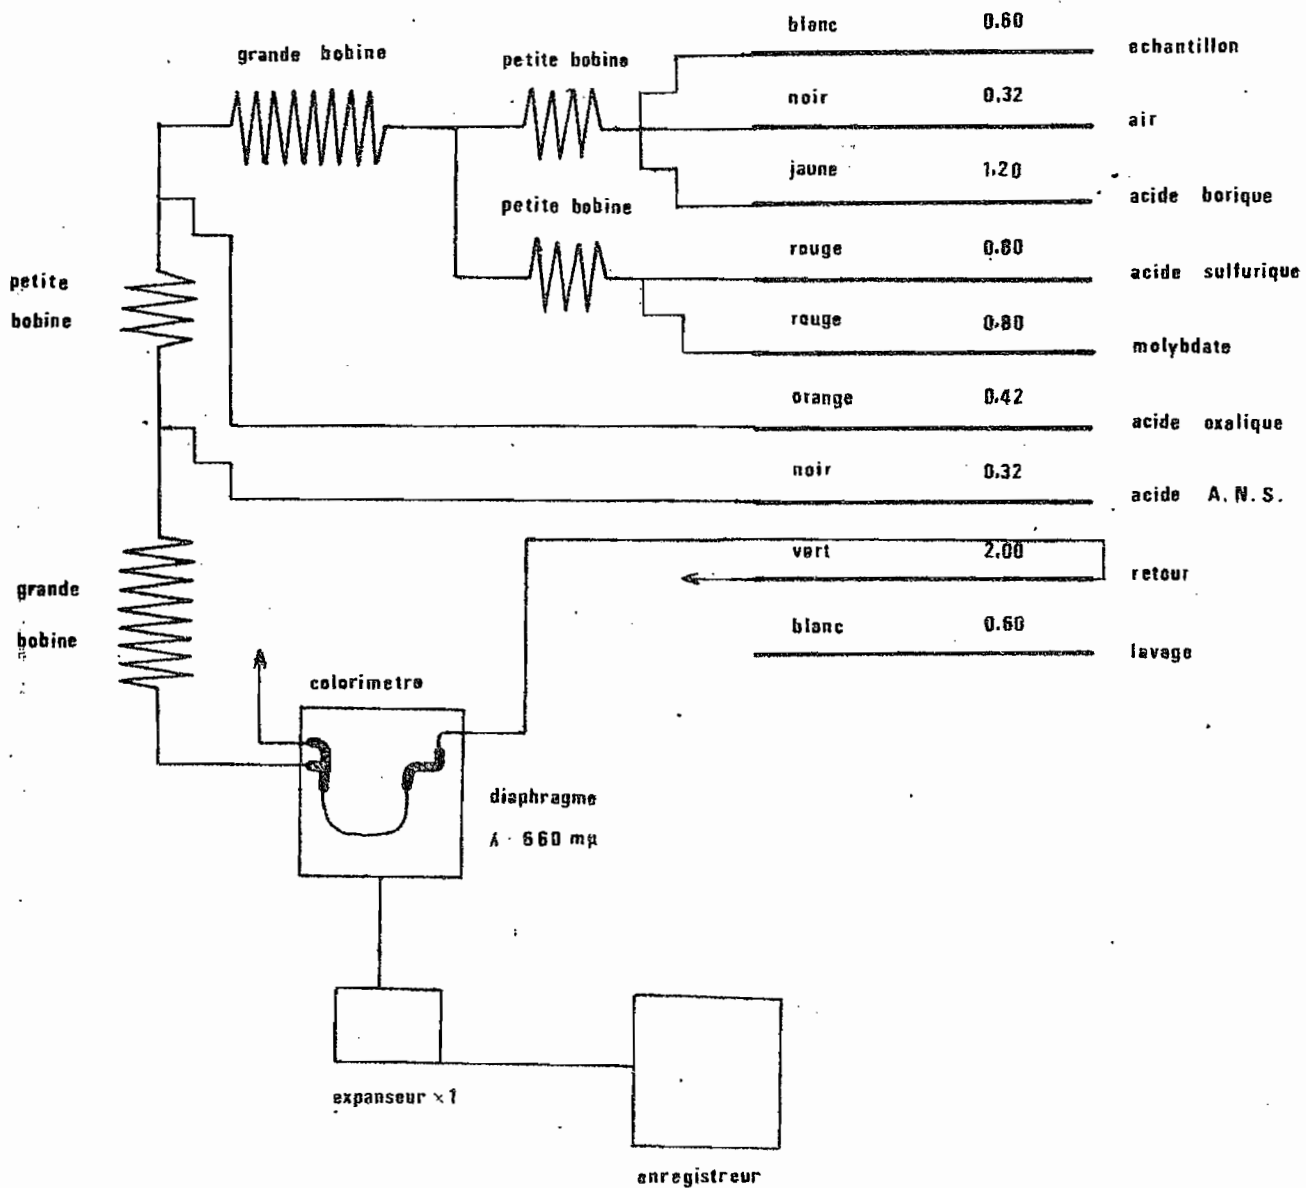 blanc 0.60
echantillon
grande bobine
petite bobine
noir 0.32
air
jaune 1.20
acide borique
petite bobine
rouge 0.80
acide sulfurique
petite
bobine
rouge 0.80
molybdate
orange 0.42
acide oxalique
noir 0.32
acide A.N.S.
vert 2.00
retour
grande
bobine
blanc 0.60
lavage
colorimetre
diaphragme
λ · 660 mμ
expanseur ×1
enregistreur